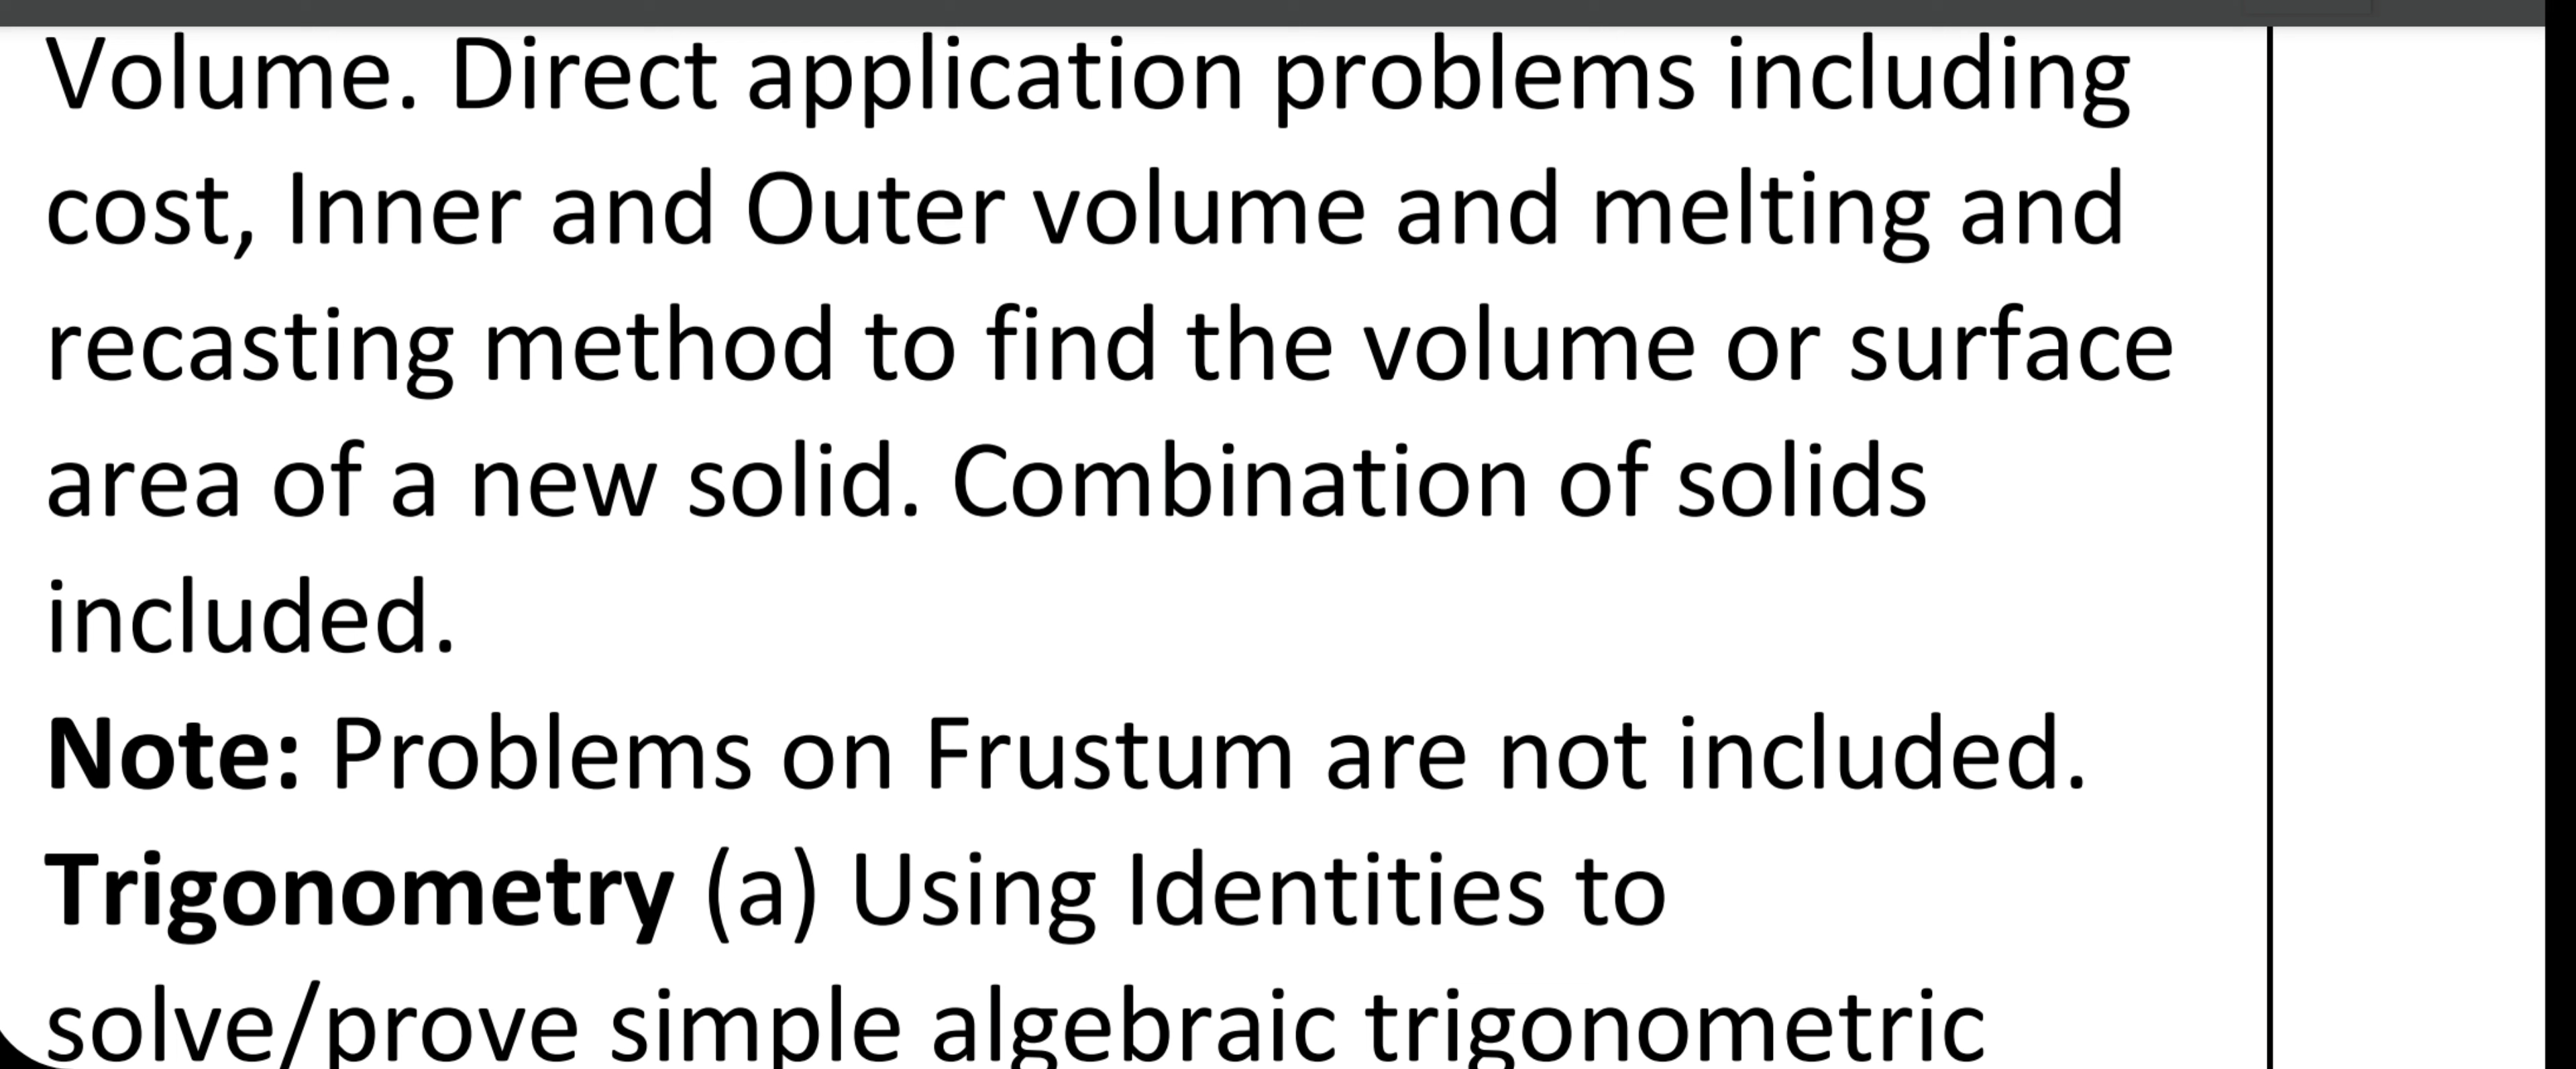 Volume. Direct application problems including
cost, Inner and Outer volume and melting and
recasting method to find the volume or surface
area of a new solid. Combination of solids
included.
Note: Problems on Frustum are not included.
Trigonometry (a) Using Identities to
solve/prove simple algebraic trigonometric